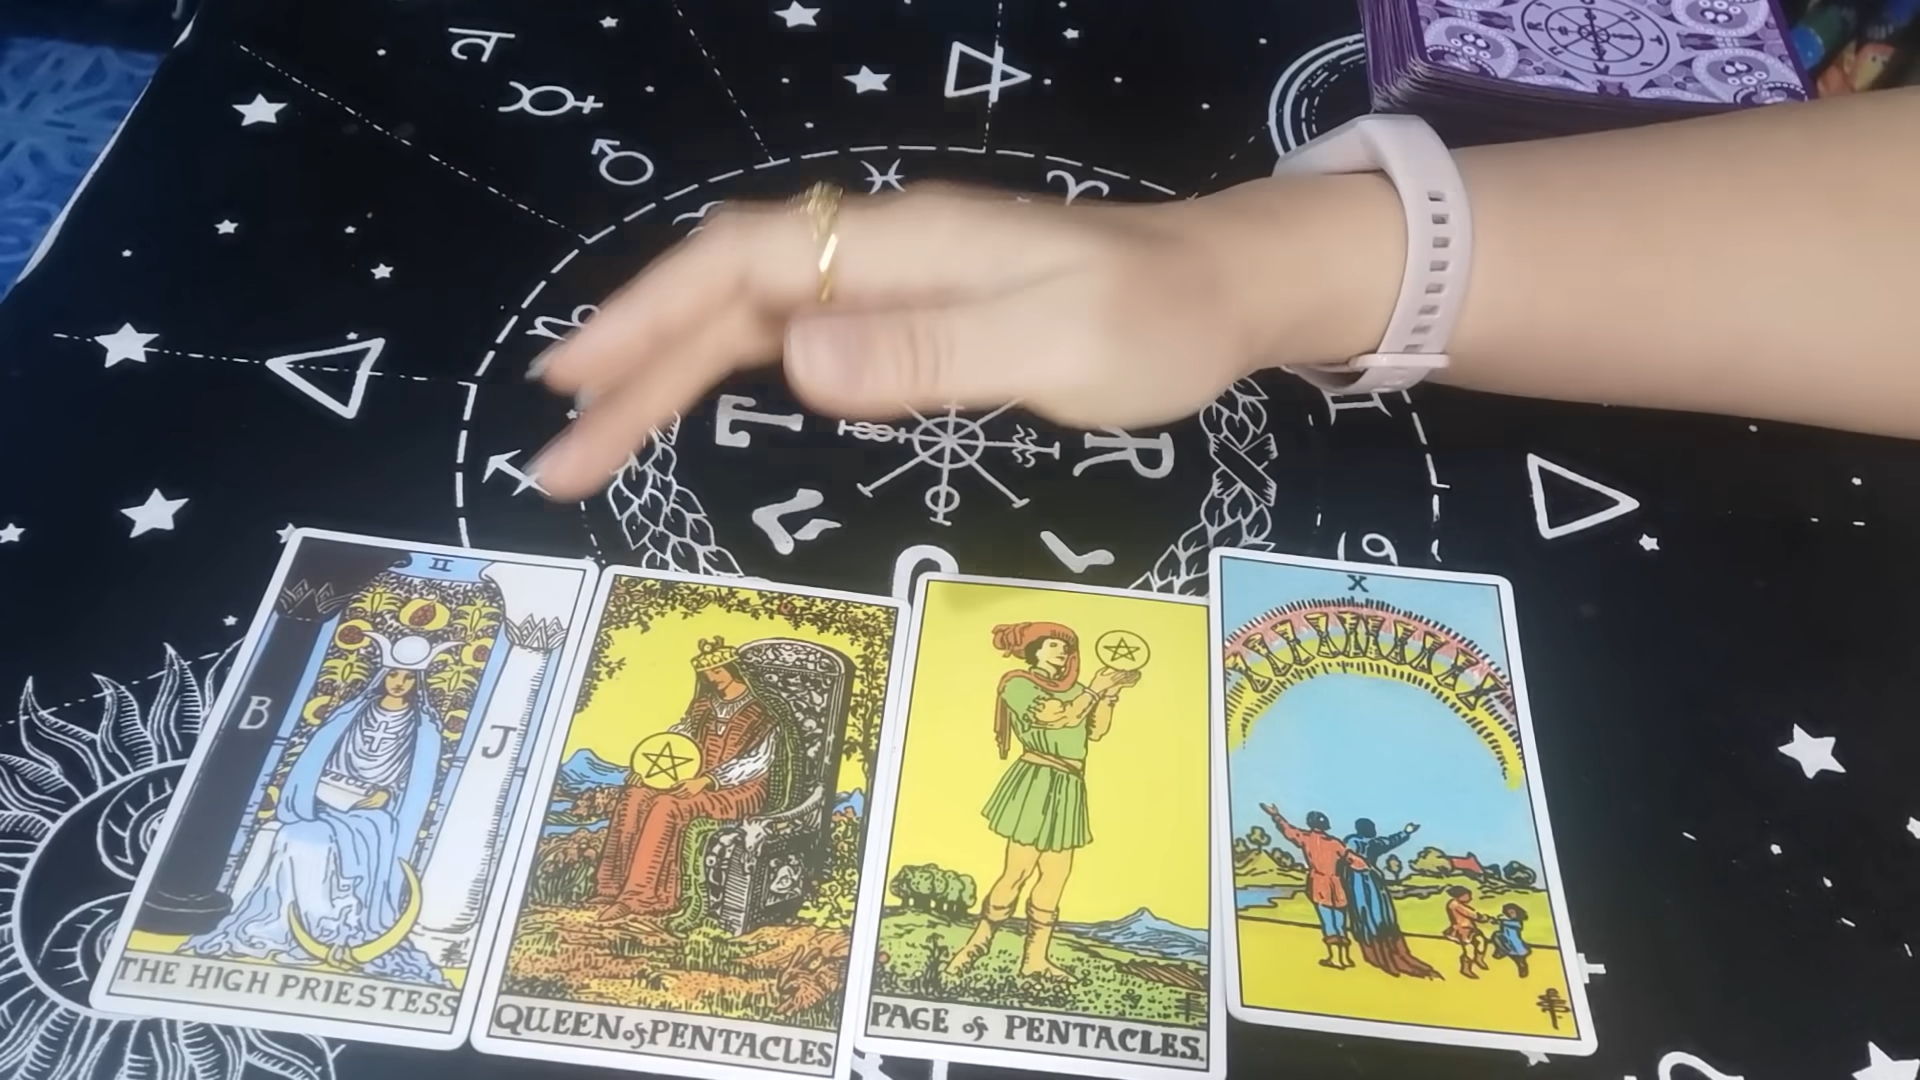 II
B
J
THE HIGH PRIESTESS
QUEEN of PENTACLES
PAGE of PENTACLES.
X
T
R